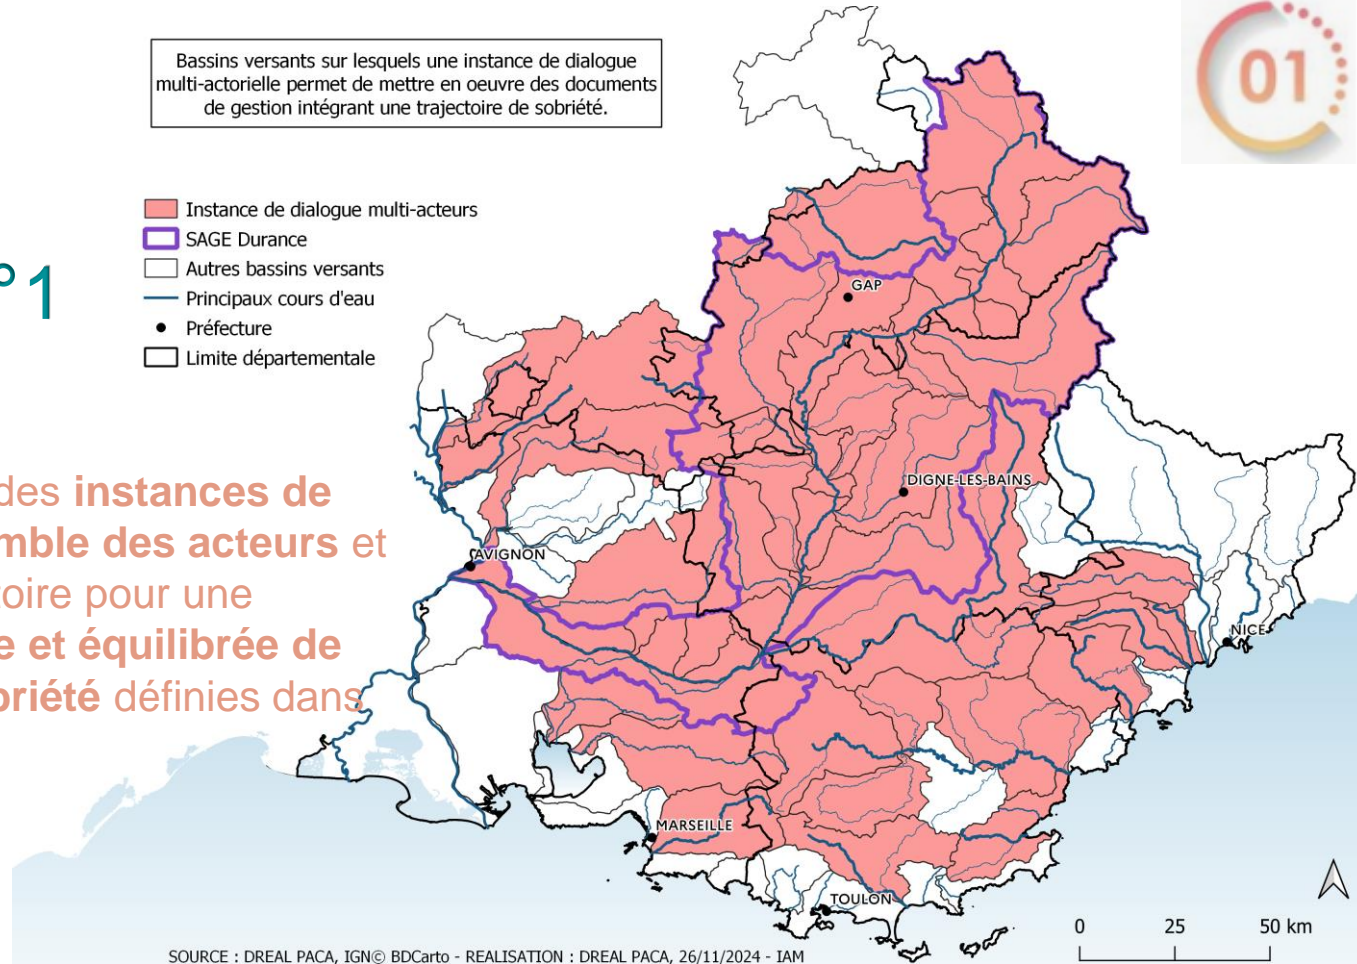 Bassins versants sur lesquels une instance de dialogue
multi-actorielle permet de mettre en oeuvre des documents
de gestion intégrant une trajectoire de sobriété.
01
Instance de dialogue multi-acteurs
SAGE Durance
Autres bassins versants
Principaux cours d'eau
Préfecture
Limite départementale
°1
des instances de
mble des acteurs et
toire pour une
e et équilibrée de
priété définies dans
GAP
DIGNE-LES-BAINS
AVIGNON
NICE
MARSEILLE
TOULON
0 25 50 km
SOURCE : DREAL PACA, IGN© BDCarto - REALISATION : DREAL PACA, 26/11/2024 - IAM